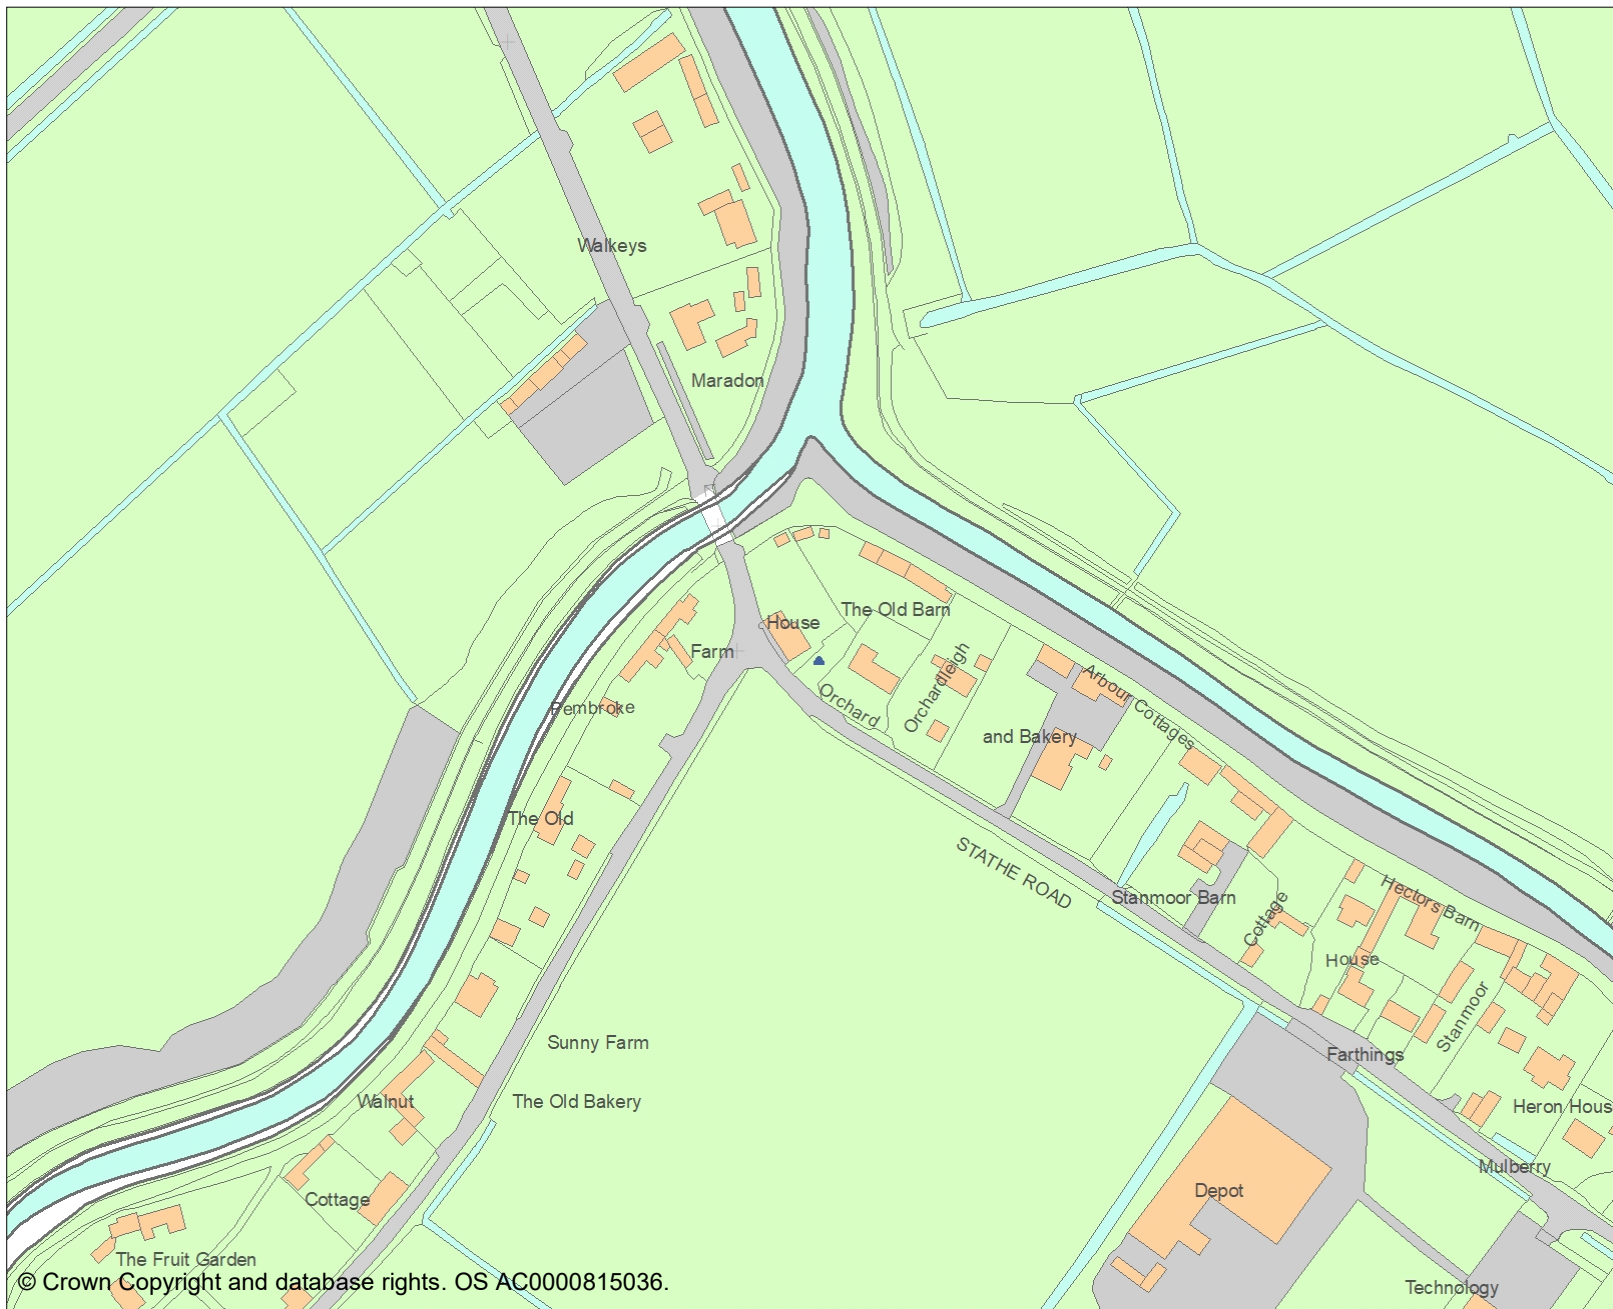 Walkeys
Maradon
The Old Barn
House
Farm
Orchardleigh
Orchard
Pembroke
Arbour Cottages
and Bakery
The Old
STATHE ROAD
Stanmoor Barn
Hectors Barn
Cottage
House
Stanmoor
Sunny Farm
Farthings
The Old Bakery
Walnut
Heron Hous
Mulberry
Depot
Cottage
The Fruit Garden
Technology
© Crown Copyright and database rights. OS AC0000815036.